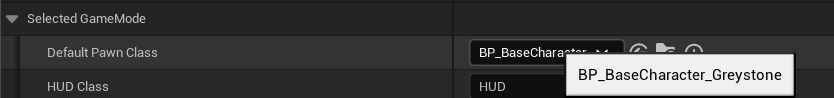 Selected GameMode
Default Pawn Class
BP_BaseCharacter
BP_BaseCharacter_Greystone
HUD Class
HUD